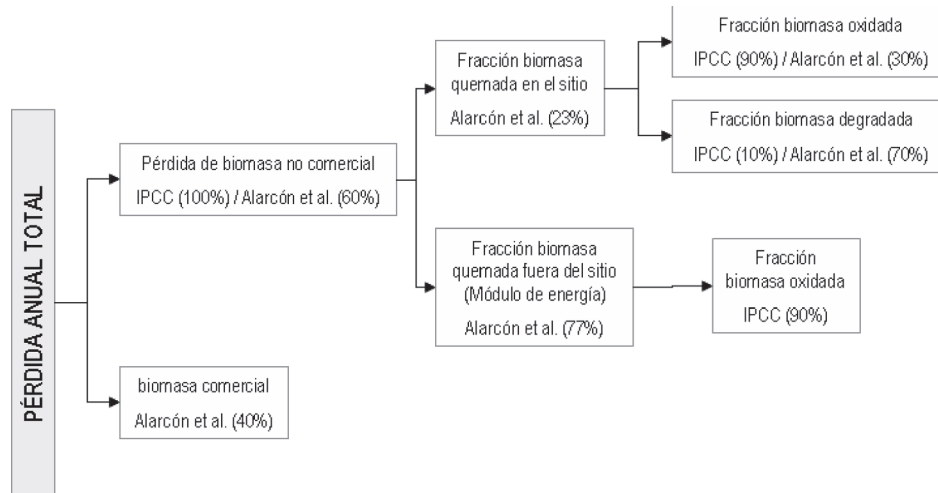 PÉRDIDA ANUAL TOTAL
Pérdida de biomasa no comercial
IPCC (100%) / Alarcón et al. (60%)
biomasa comercial
Alarcón et al. (40%)
Fracción biomasa
quemada en el sitio
Alarcón et al. (23%)
Fracción biomasa
quemada fuera del sitio
(Módulo de energía)
Alarcón et al. (77%)
Fracción biomasa oxidada
IPCC (90%) / Alarcón et al. (30%)
Fracción biomasa degradada
IPCC (10%) / Alarcón et al. (70%)
Fracción
biomasa oxidada
IPCC (90%)